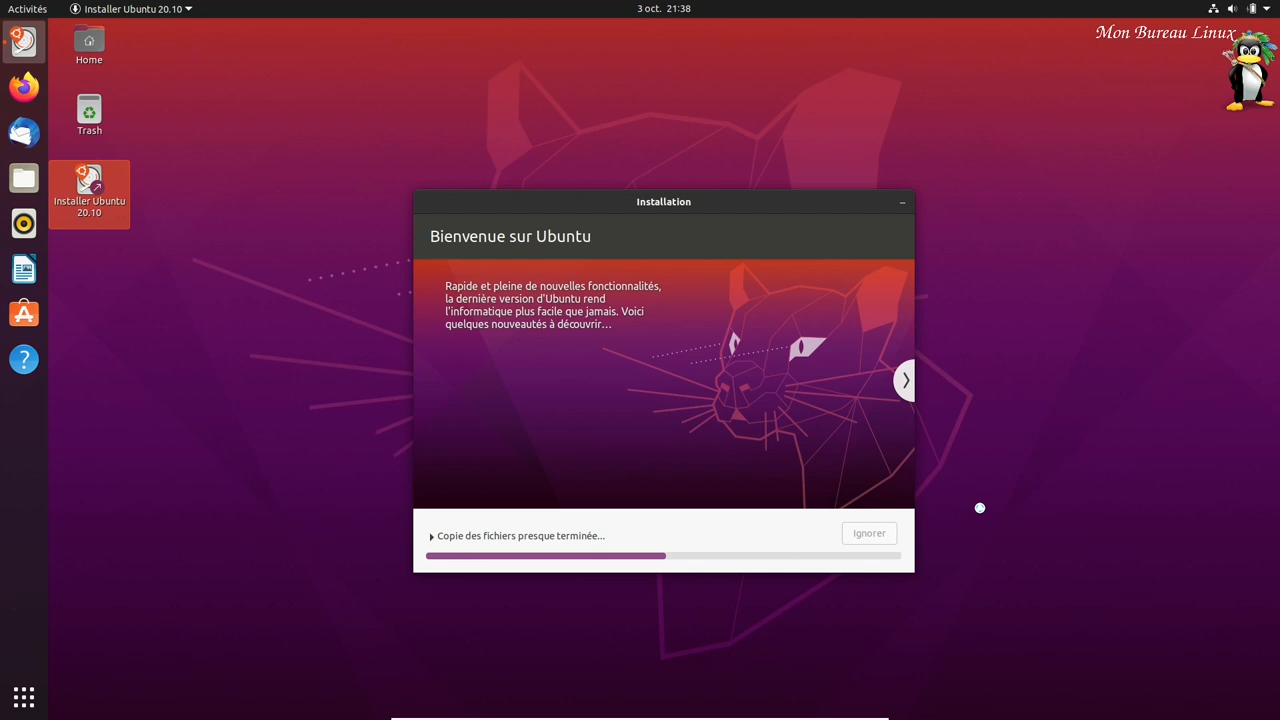 Activités
Installer Ubuntu 20.10
3 oct. 21:38
Mon Bureau Linux
Home
Trash
Installer Ubuntu
20.10
Installation
Bienvenue sur Ubuntu
Rapide et pleine de nouvelles fonctionnalités,
la dernière version d'Ubuntu rend
l'informatique plus facile que jamais. Voici
quelques nouveautés à découvrir…
Copie des fichiers presque terminée...
Ignorer